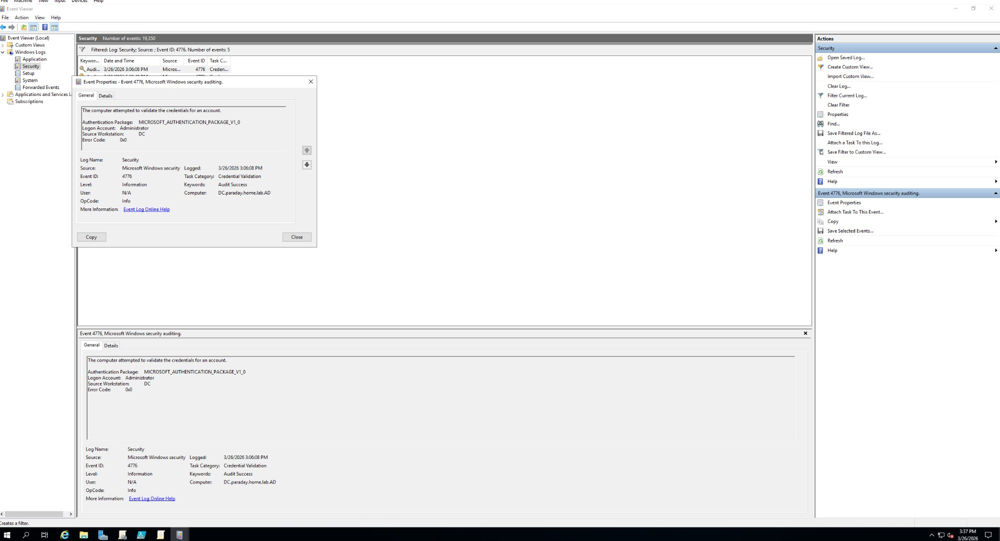 File Machine View Input Devices Help
Event Viewer
File Action View Help
Event Viewer (Local)
Custom Views
Windows Logs
Application
Security
Setup
System
Forwarded Events
Applications and Services L
Subscriptions
Security Number of events: 19,350
Filtered: Log: Security; Source: ; Event ID: 4776. Number of events: 5
Keywor... Date and Time Source Event ID Task C...
Audi... 3/26/2026 3:06:08 PM Micros... 4776 Creden...
Event Properties - Event 4776, Microsoft Windows security auditing.
General Details
The computer attempted to validate the credentials for an account.
Authentication Package: MICROSOFT_AUTHENTICATION_PACKAGE_V1_0
Logon Account: Administrator
Source Workstation: DC
Error Code: 0x0
Log Name: Security
Source: Microsoft Windows security Logged: 3/26/2026 3:06:08 PM
Event ID: 4776 Task Category: Credential Validation
Level: Information Keywords: Audit Success
User: N/A Computer: DC.paraday.home.lab.AD
OpCode: Info
More Information: Event Log Online Help
Copy Close
Event 4776, Microsoft Windows security auditing.
General Details
The computer attempted to validate the credentials for an account.
Authentication Package: MICROSOFT_AUTHENTICATION_PACKAGE_V1_0
Logon Account: Administrator
Source Workstation: DC
Error Code: 0x0
Log Name: Security
Source: Microsoft Windows security Logged: 3/26/2026 3:06:08 PM
Event ID: 4776 Task Category: Credential Validation
Level: Information Keywords: Audit Success
User: N/A Computer: DC.paraday.home.lab.AD
OpCode: Info
More Information: Event Log Online Help
Actions
Security
Open Saved Log...
Create Custom View...
Import Custom View...
Clear Log...
Filter Current Log...
Clear Filter
Properties
Find...
Save Filtered Log File As...
Attach a Task To this Log...
Save Filter to Custom View...
View
Refresh
Help
Event 4776, Microsoft Windows security auditing.
Event Properties
Attach Task To This Event...
Copy
Save Selected Events...
Refresh
Help
Creates a filter.
3:37 PM
3/26/2026